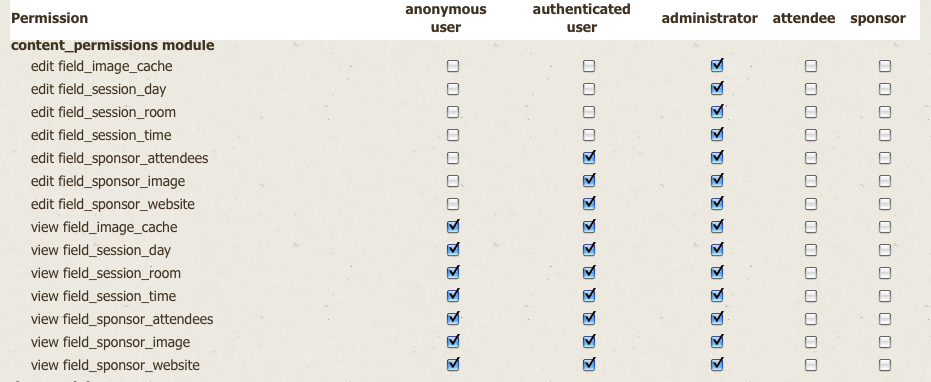 Permission anonymous user authenticated user administrator attendee sponsor
content_permissions module
edit field_image_cache
edit field_session_day
edit field_session_room
edit field_session_time
edit field_sponsor_attendees
edit field_sponsor_image
edit field_sponsor_website
view field_image_cache
view field_session_day
view field_session_room
view field_session_time
view field_sponsor_attendees
view field_sponsor_image
view field_sponsor_website